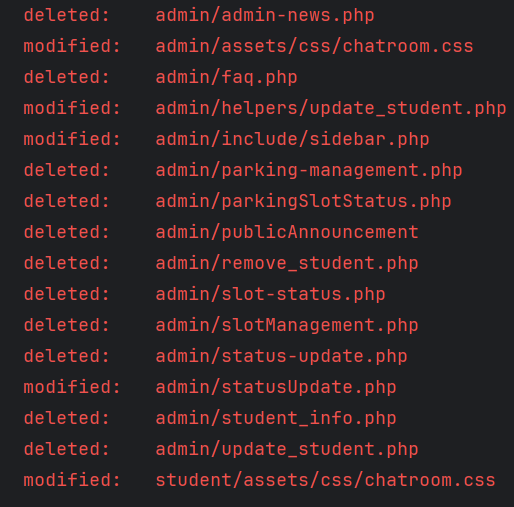 deleted:    admin/admin-news.php
modified:   admin/assets/css/chatroom.css
deleted:    admin/faq.php
modified:   admin/helpers/update_student.php
modified:   admin/include/sidebar.php
deleted:    admin/parking-management.php
deleted:    admin/parkingSlotStatus.php
deleted:    admin/publicAnnouncement
deleted:    admin/remove_student.php
deleted:    admin/slot-status.php
deleted:    admin/slotManagement.php
deleted:    admin/status-update.php
modified:   admin/statusUpdate.php
deleted:    admin/student_info.php
deleted:    admin/update_student.php
modified:   student/assets/css/chatroom.css